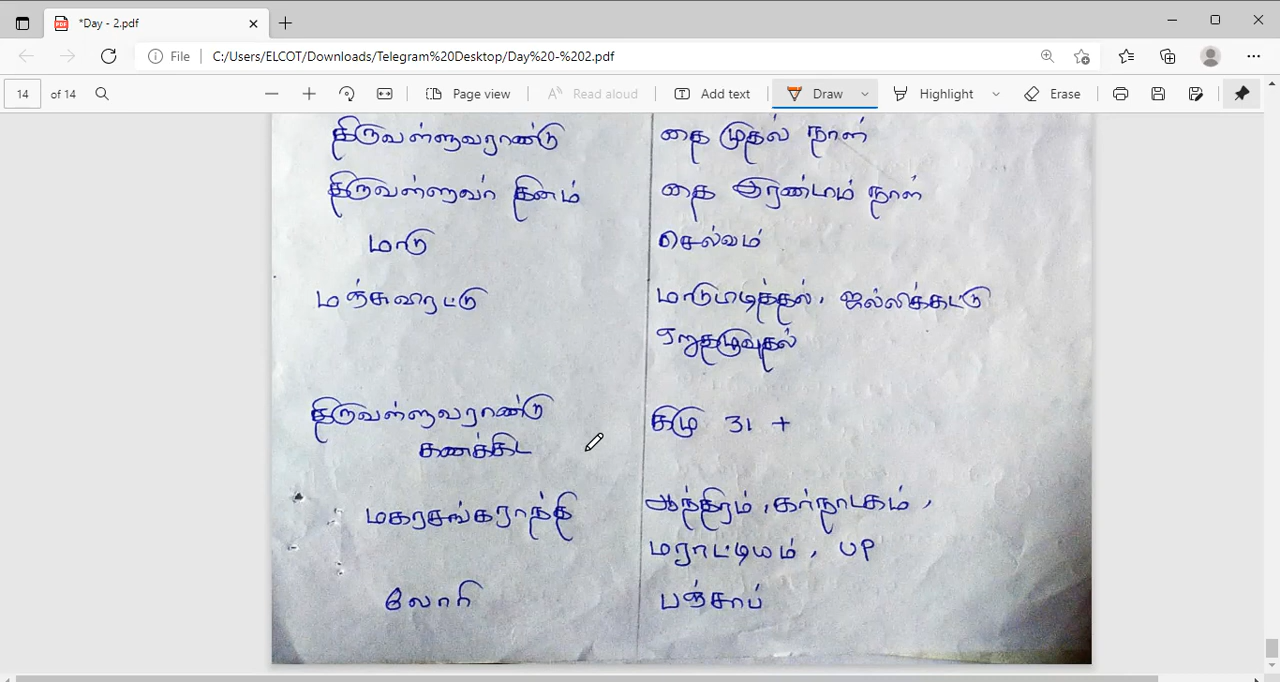 *Day - 2.pdf
File C:/Users/ELCOT/Downloads/Telegram%20Desktop/Day%20-%202.pdf
14 of 14 Page view Read aloud Add text Draw Highlight Erase
திருவள்ளுவராண்டு தை முதல் நாள்
திருவள்ளுவர் தினம் தை இரண்டாம் நாள்
மாடு செல்வம்
மஞ்சுவிரட்டு மாடுபிடித்தல், ஜல்லிக்கட்டு
ஏறுதழுவுதல்
திருவள்ளுவராண்டு கிமு 31 +
கணக்கிட
மகரசங்கராந்தி ஆந்திரம், கர்நாடகம்,
மராட்டியம், UP
லோரி பஞ்சாப்